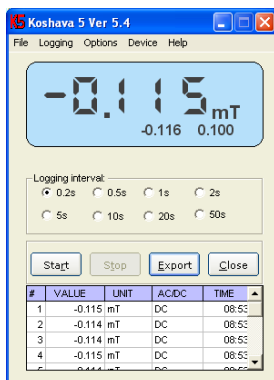 K5 Koshava 5 Ver 5.4
File Logging Options Device Help
-0.115 mT
-0.116 0.100
Logging interval:
0.2s 0.5s 1s 2s
5s 10s 20s 50s
Start Stop Export Close
# VALUE UNIT AC/DC TIME
1 -0.115 mT DC 08:53
2 -0.114 mT DC 08:53
3 -0.114 mT DC 08:53
4 -0.115 mT DC 08:53